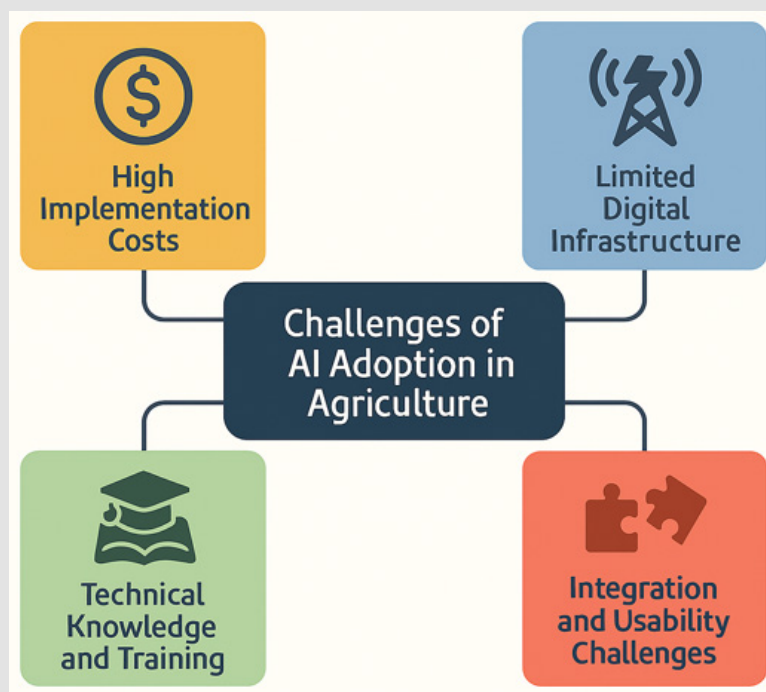 $
High
Implementation
Costs
Limited
Digital
Infrastructure
Challenges of
AI Adoption in
Agriculture
Technical
Knowledge
and Training
Integration
and Usability
Challenges